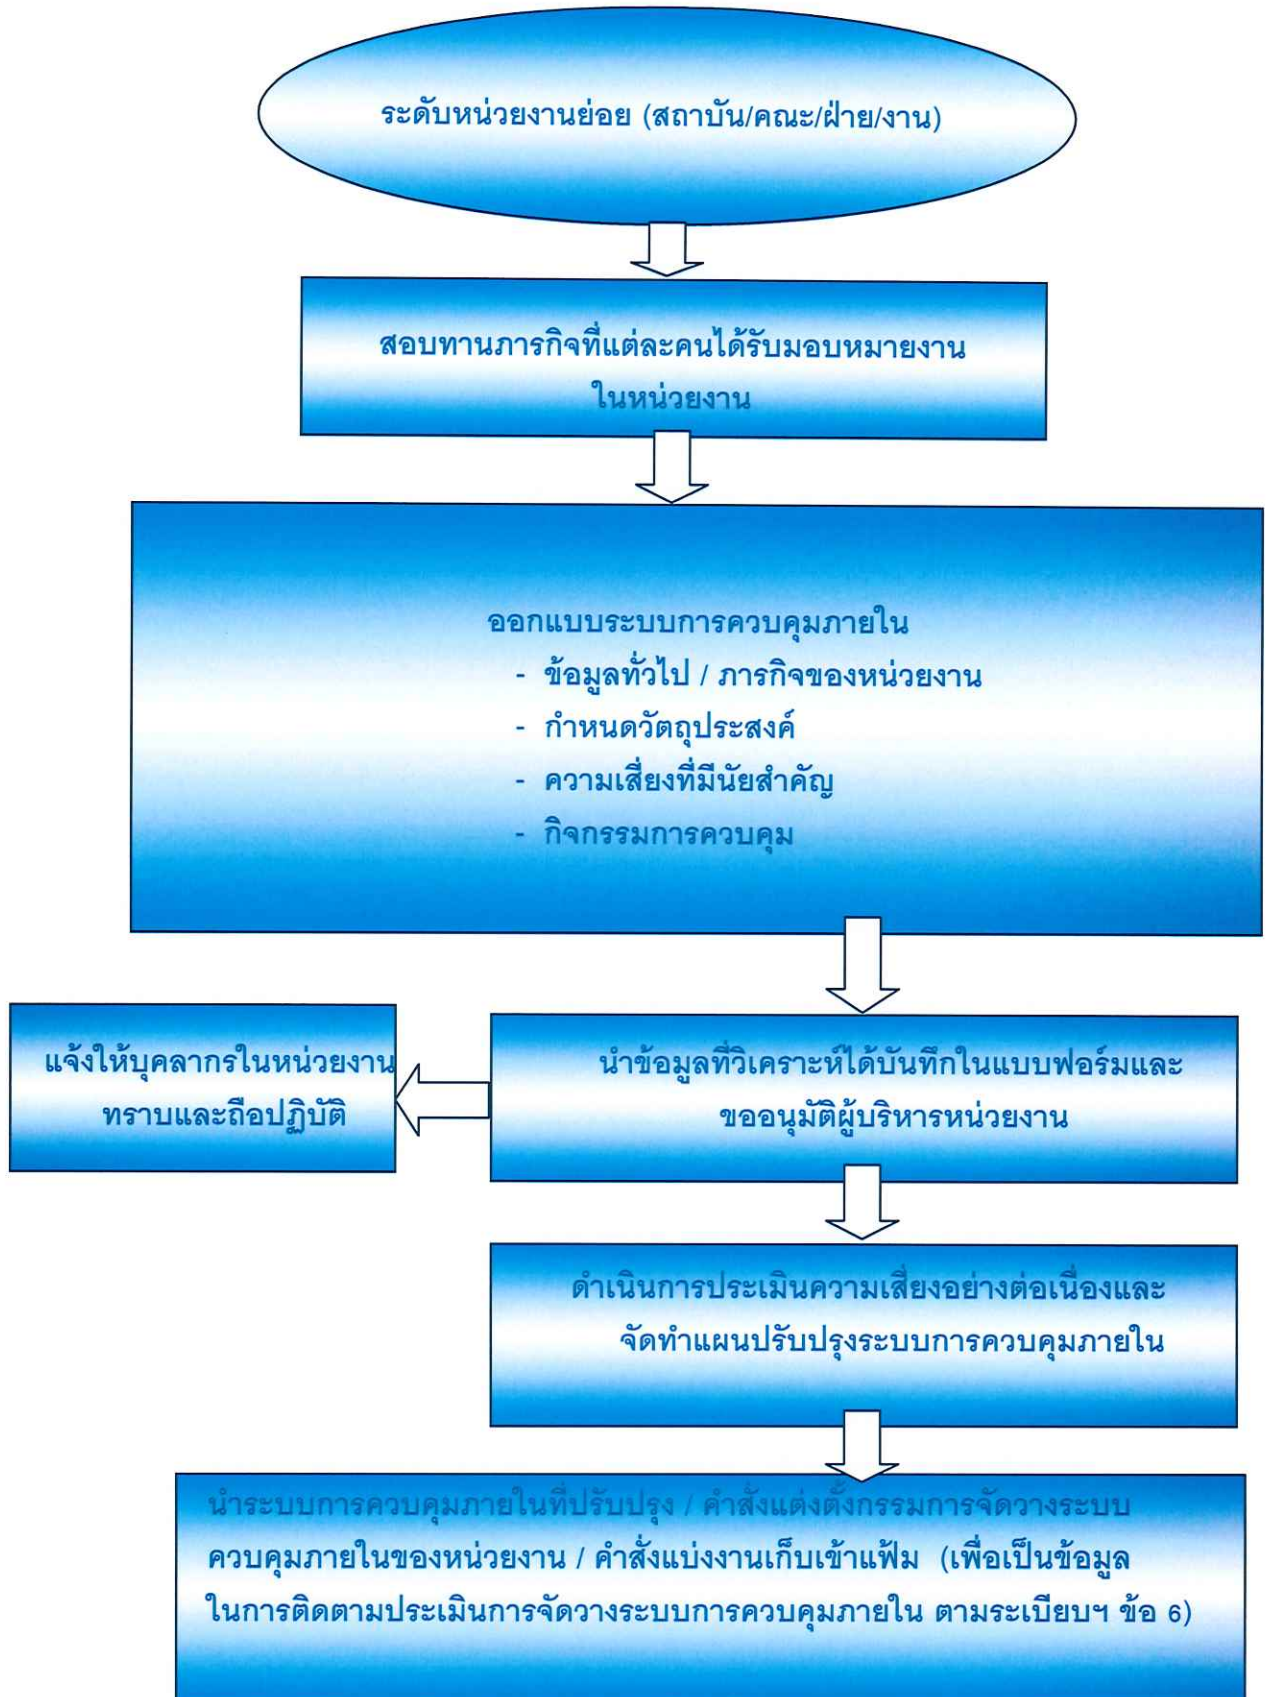 ระดับหน่วยงานย่อย (สถาบัน/คณะ/ฝ่าย/งาน)
สอบทานภารกิจที่แต่ละคนได้รับมอบหมายงาน
ในหน่วยงาน
ออกแบบระบบการควบคุมภายใน
- ข้อมูลทั่วไป / ภารกิจของหน่วยงาน
- กำหนดวัตถุประสงค์
- ความเสี่ยงที่มีนัยสำคัญ
- กิจกรรมการควบคุม
นำข้อมูลที่วิเคราะห์ได้บันทึกในแบบฟอร์มและ
ขออนุมัติผู้บริหารหน่วยงาน
แจ้งให้บุคลากรในหน่วยงาน
ทราบและถือปฏิบัติ
ดำเนินการประเมินความเสี่ยงอย่างต่อเนื่องและ
จัดทำแผนปรับปรุงระบบการควบคุมภายใน
นำระบบการควบคุมภายในที่ปรับปรุง / คำสั่งแต่งตั้งกรรมการจัดวางระบบ
ควบคุมภายในของหน่วยงาน / คำสั่งแบ่งงานเก็บเข้าแฟ้ม (เพื่อเป็นข้อมูล
ในการติดตามประเมินการจัดวางระบบการควบคุมภายใน ตามระเบียบฯ ข้อ 6)